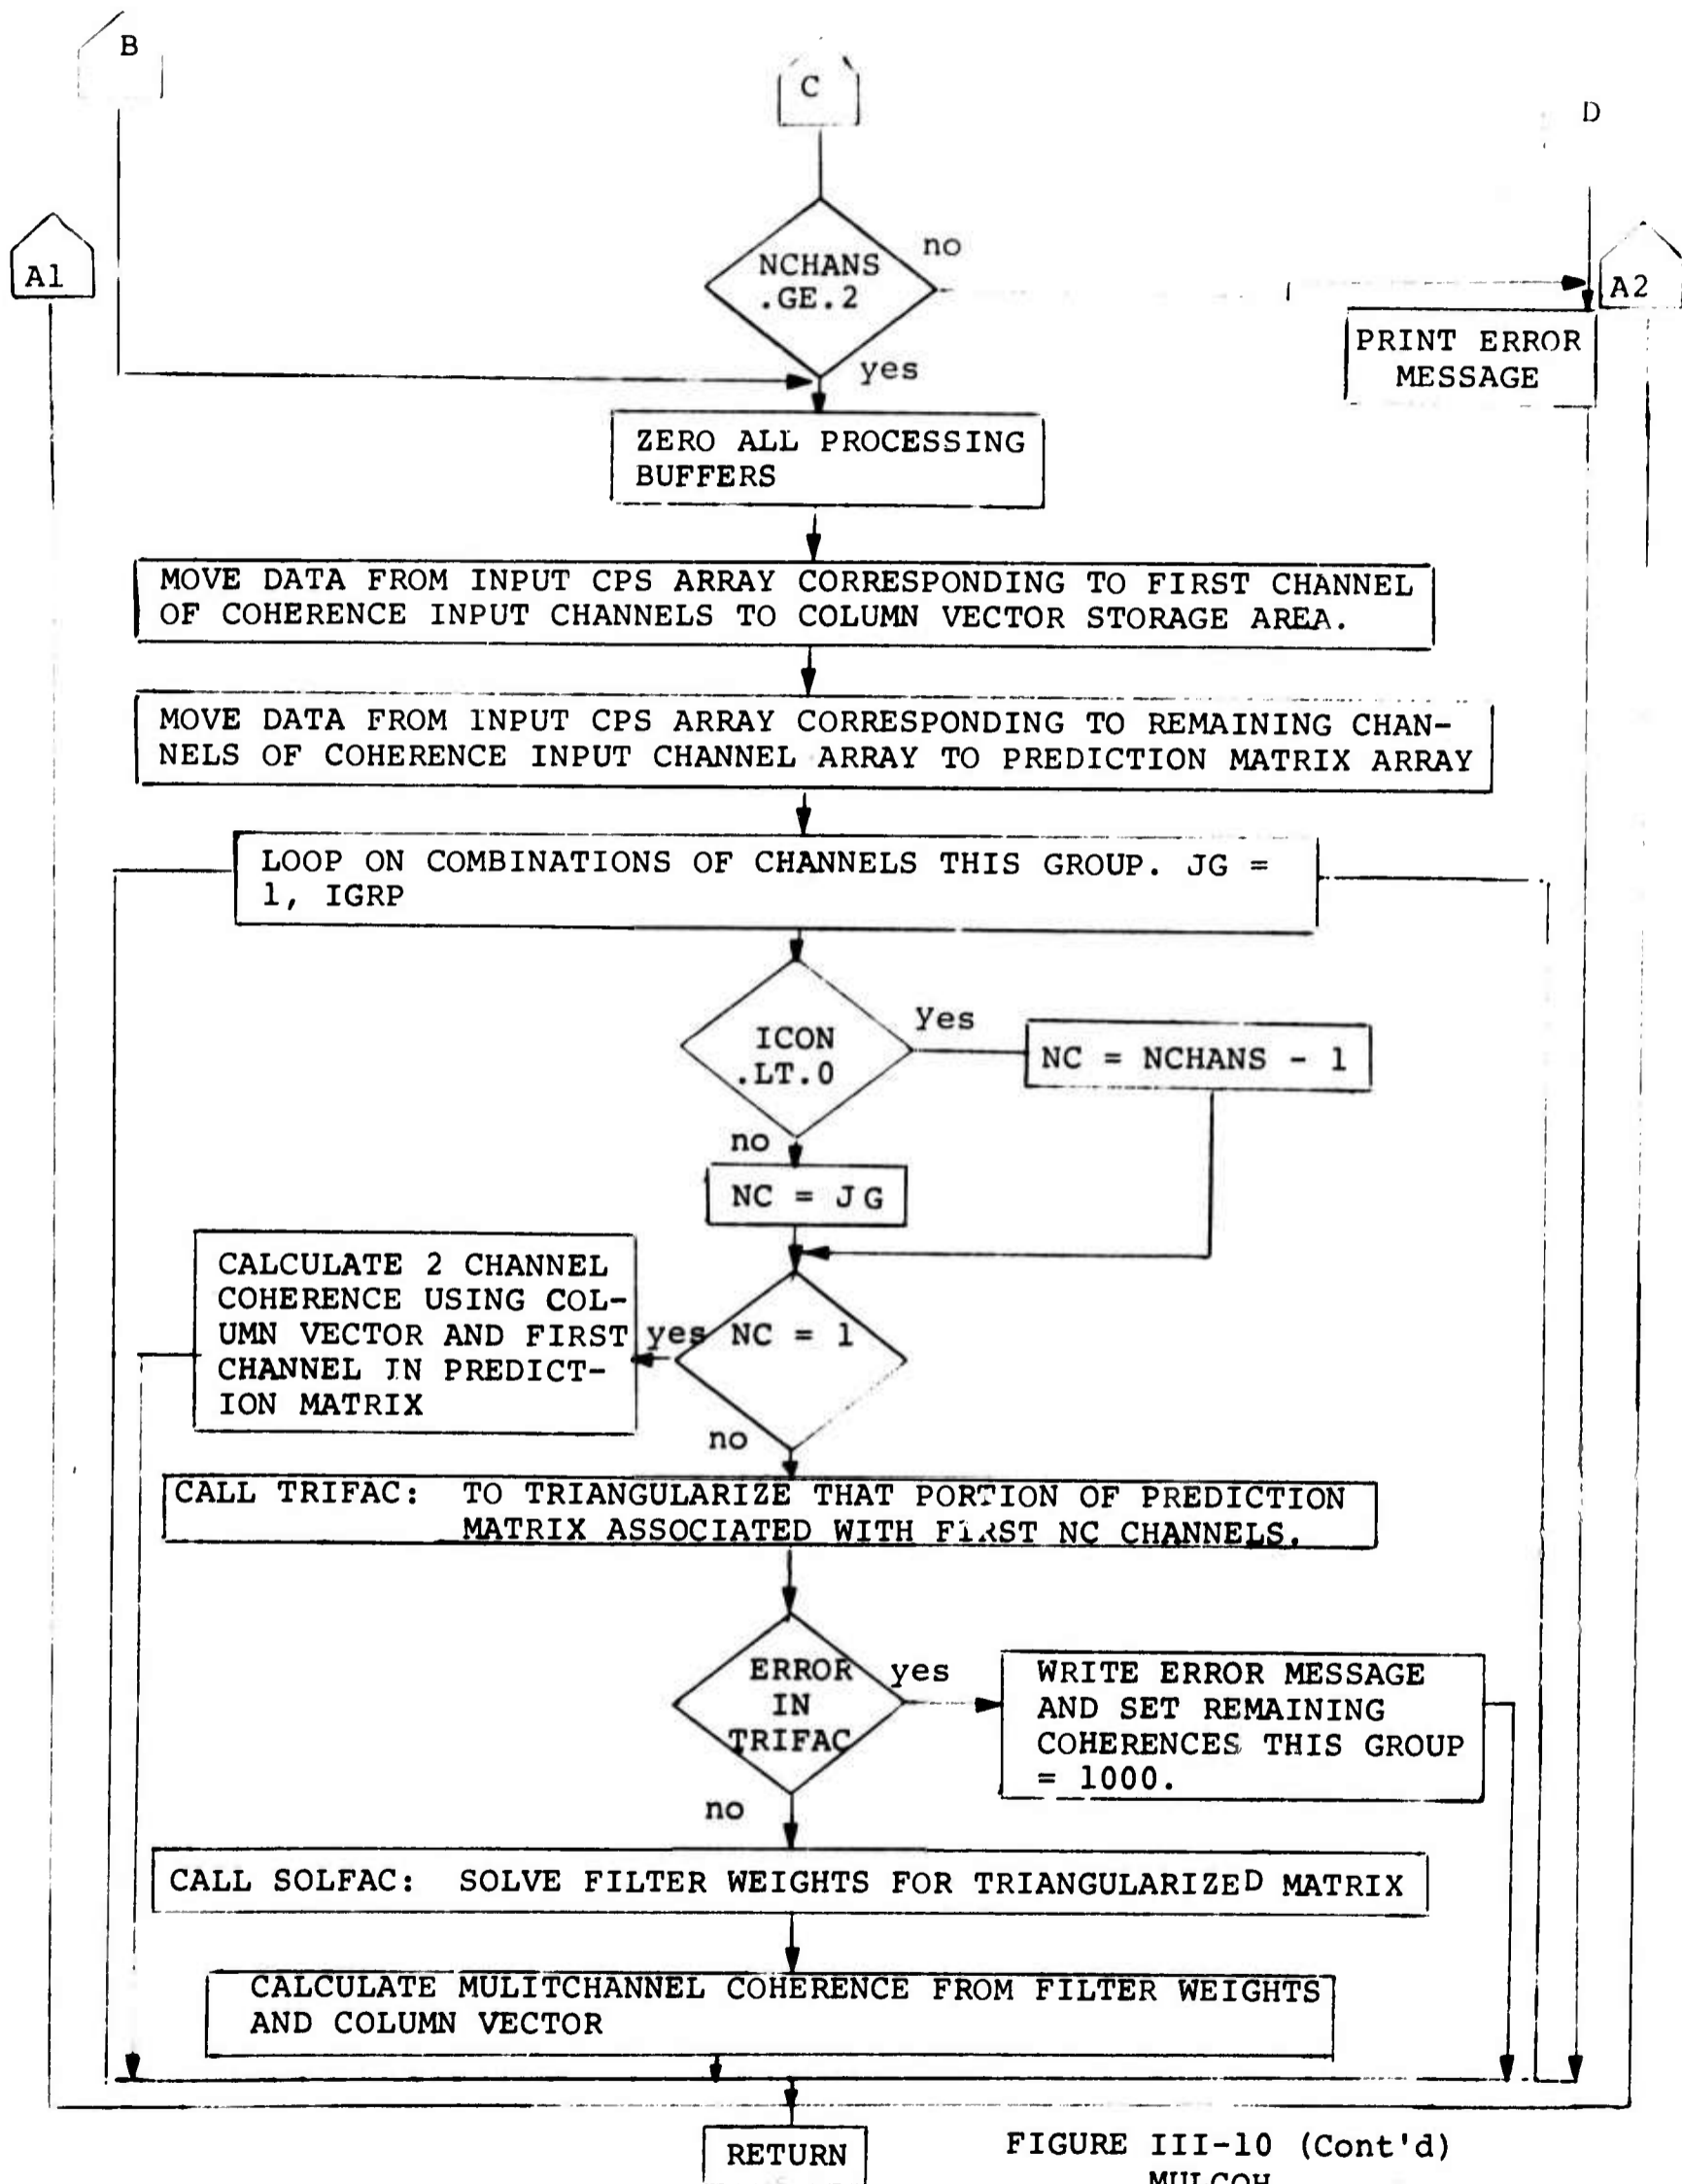 B
C
D
A1
NCHANS
.GE.2
no
A2
PRINT ERROR
MESSAGE
yes
ZERO ALL PROCESSING
BUFFERS
MOVE DATA FROM INPUT CPS ARRAY CORRESPONDING TO FIRST CHANNEL
OF COHERENCE INPUT CHANNELS TO COLUMN VECTOR STORAGE AREA.
MOVE DATA FROM INPUT CPS ARRAY CORRESPONDING TO REMAINING CHAN-
NELS OF COHERENCE INPUT CHANNEL ARRAY TO PREDICTION MATRIX ARRAY
LOOP ON COMBINATIONS OF CHANNELS THIS GROUP. JG =
1, IGRP
ICON
.LT.0
yes
NC = NCHANS - 1
no
NC = JG
CALCULATE 2 CHANNEL
COHERENCE USING COL-
UMN VECTOR AND FIRST
CHANNEL IN PREDICT-
ION MATRIX
yes
NC = 1
no
CALL TRIFAC: TO TRIANGULARIZE THAT PORTION OF PREDICTION
MATRIX ASSOCIATED WITH FIRST NC CHANNELS.
ERROR
IN
TRIFAC
yes
WRITE ERROR MESSAGE
AND SET REMAINING
COHERENCES THIS GROUP
= 1000.
no
CALL SOLFAC: SOLVE FILTER WEIGHTS FOR TRIANGULARIZED MATRIX
CALCULATE MULITCHANNEL COHERENCE FROM FILTER WEIGHTS
AND COLUMN VECTOR
RETURN
FIGURE III-10 (Cont'd)
MULCOH